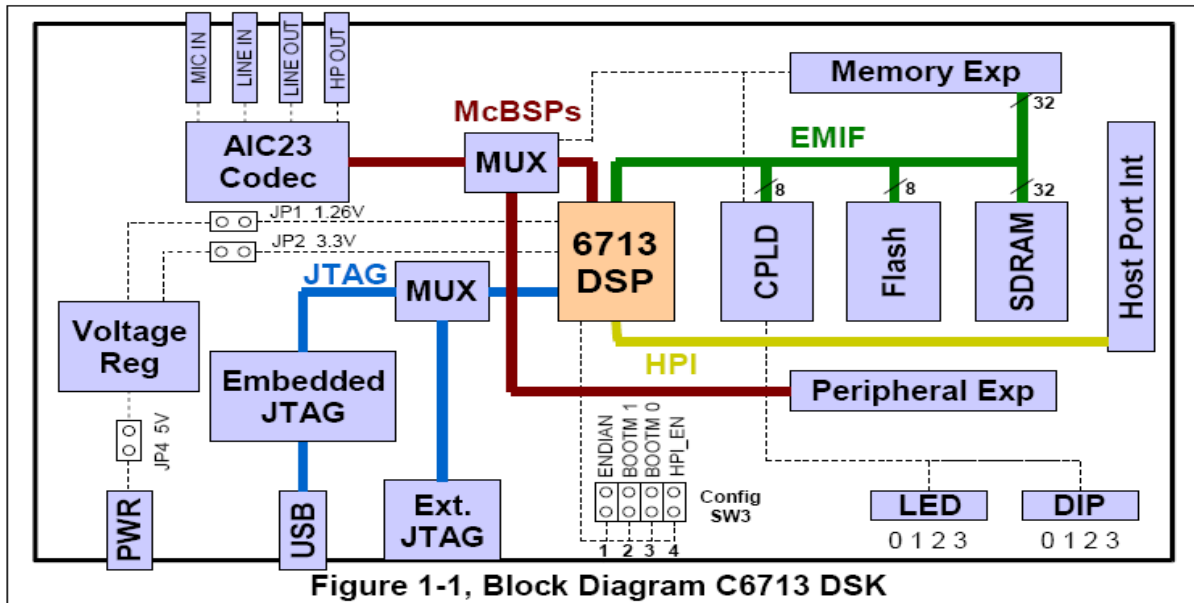 MIC IN
LINE IN
LINE OUT
HP OUT
AIC23
Codec
McBSPs
MUX
Memory Exp
32
EMIF
8
8
32
Host Port Int
JP1 1.26V
JP2 3.3V
6713
DSP
CPLD
Flash
SDRAM
JTAG
MUX
Voltage
Reg
HPI
Embedded
JTAG
Peripheral Exp
JP4 5V
ENDIAN
BOOTM 1
BOOTM 0
HPI_EN
Config
SW3
1 2 3 4
PWR
USB
Ext.
JTAG
LED
0 1 2 3
DIP
0 1 2 3
Figure 1-1, Block Diagram C6713 DSK